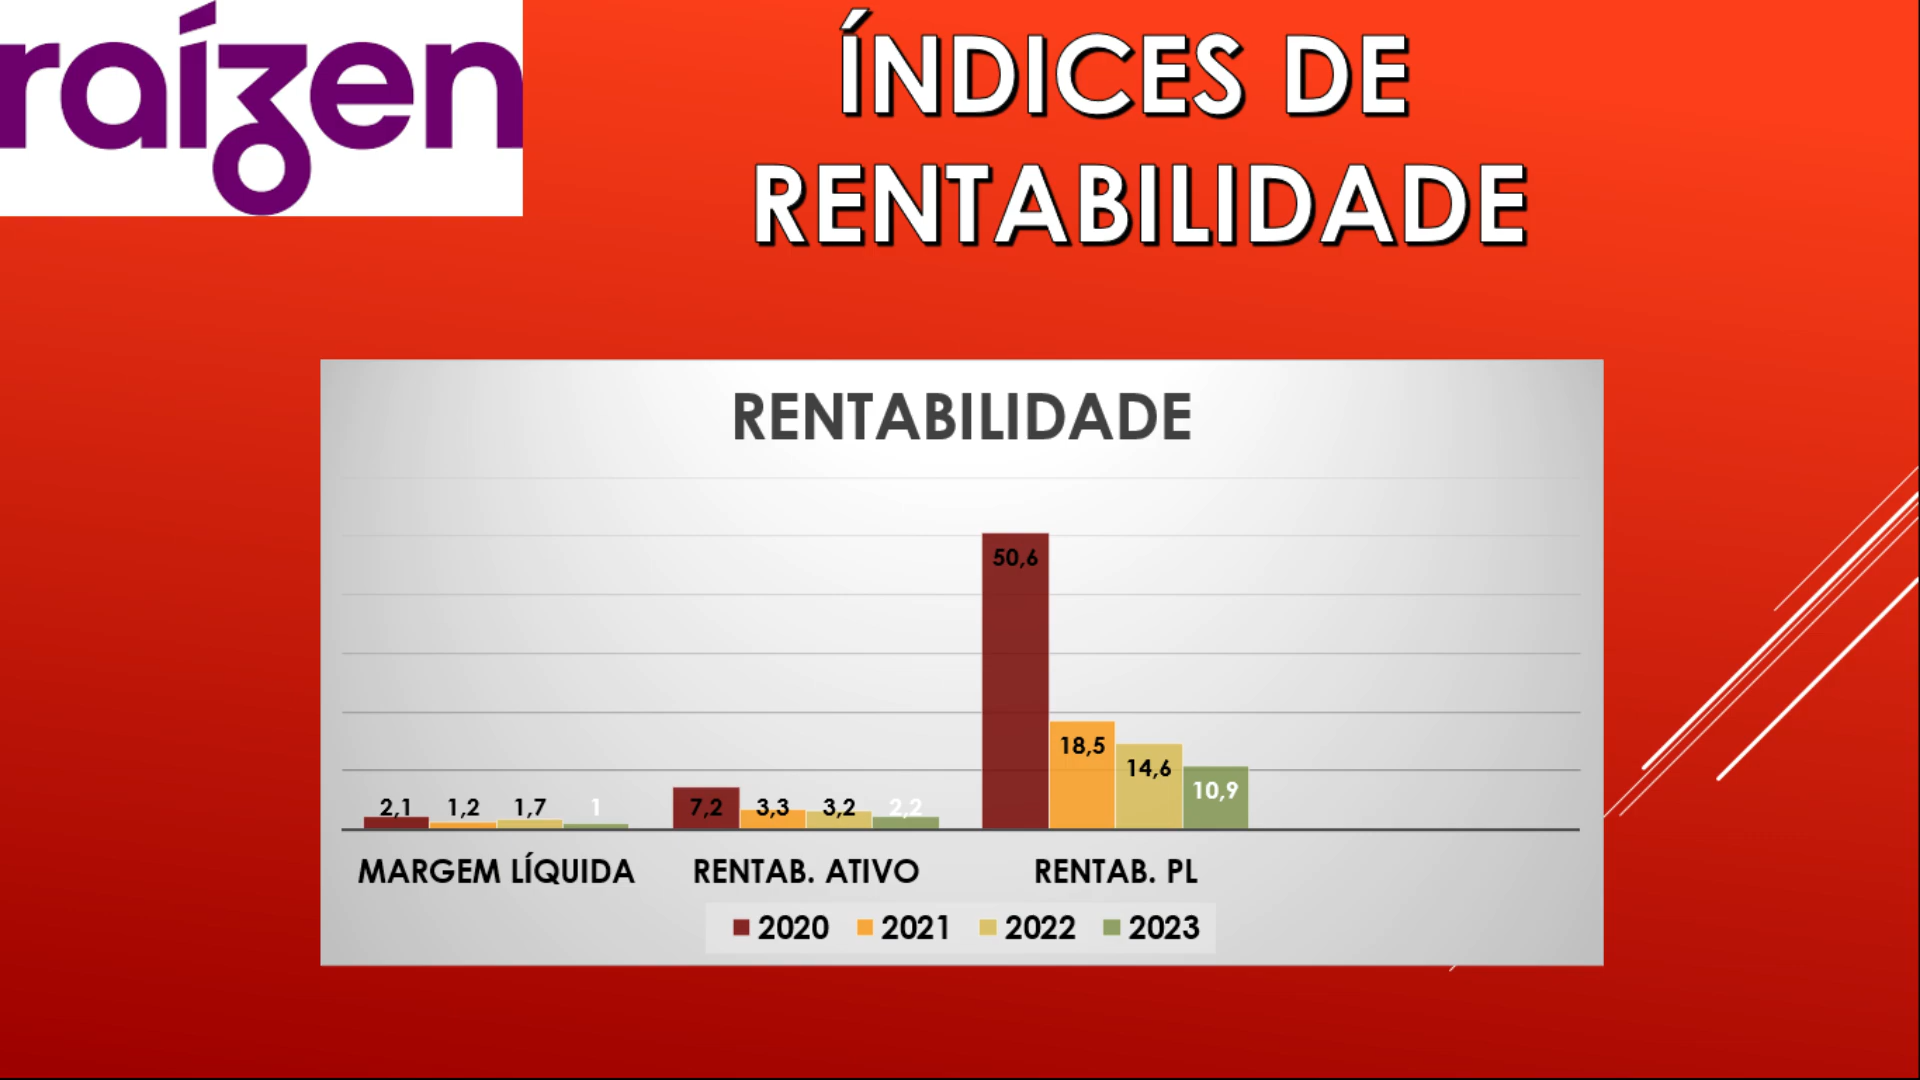 raízen
ÍNDICES DE
RENTABILIDADE
RENTABILIDADE
50,6
18,5
14,6
10,9
2,1 1,2 1,7 1 7,2 3,3 3,2 2,2
MARGEM LÍQUIDA RENTAB. ATIVO RENTAB. PL
2020 2021 2022 2023